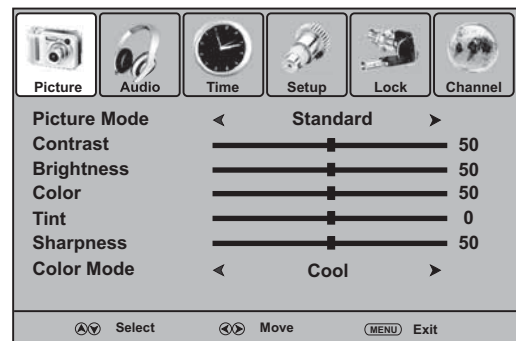 Picture Audio Time Setup Lock Channel
Picture Mode Standard
Contrast 50
Brightness 50
Color 50
Tint 0
Sharpness 50
Color Mode Cool
Select Move MENU Exit